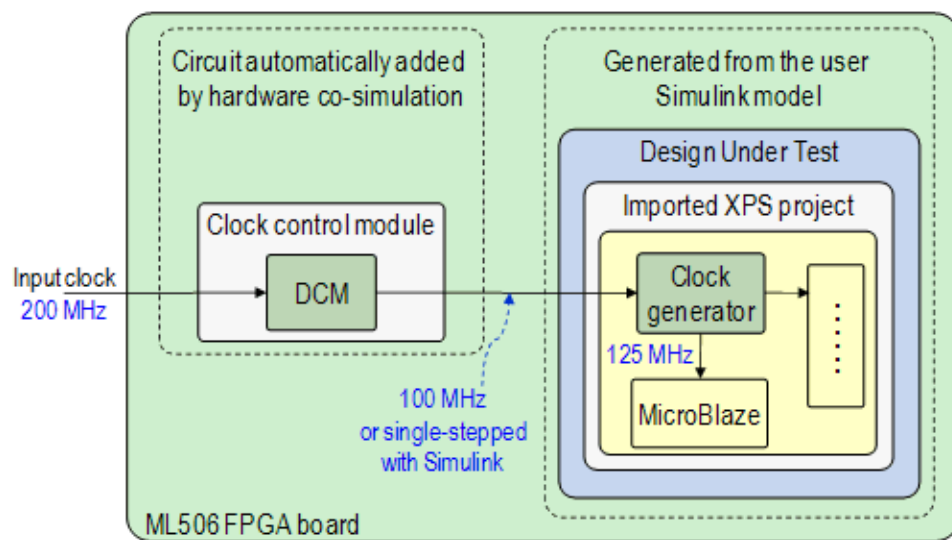 Circuit automatically added
by hardware co-simulation
Generated from the user
Simulink model
Design Under Test
Imported XPS project
Clock control module
Input clock
200 MHz
DCM
Clock
generator
125 MHz
MicroBlaze
100 MHz
or single-stepped
with Simulink
ML506 FPGA board